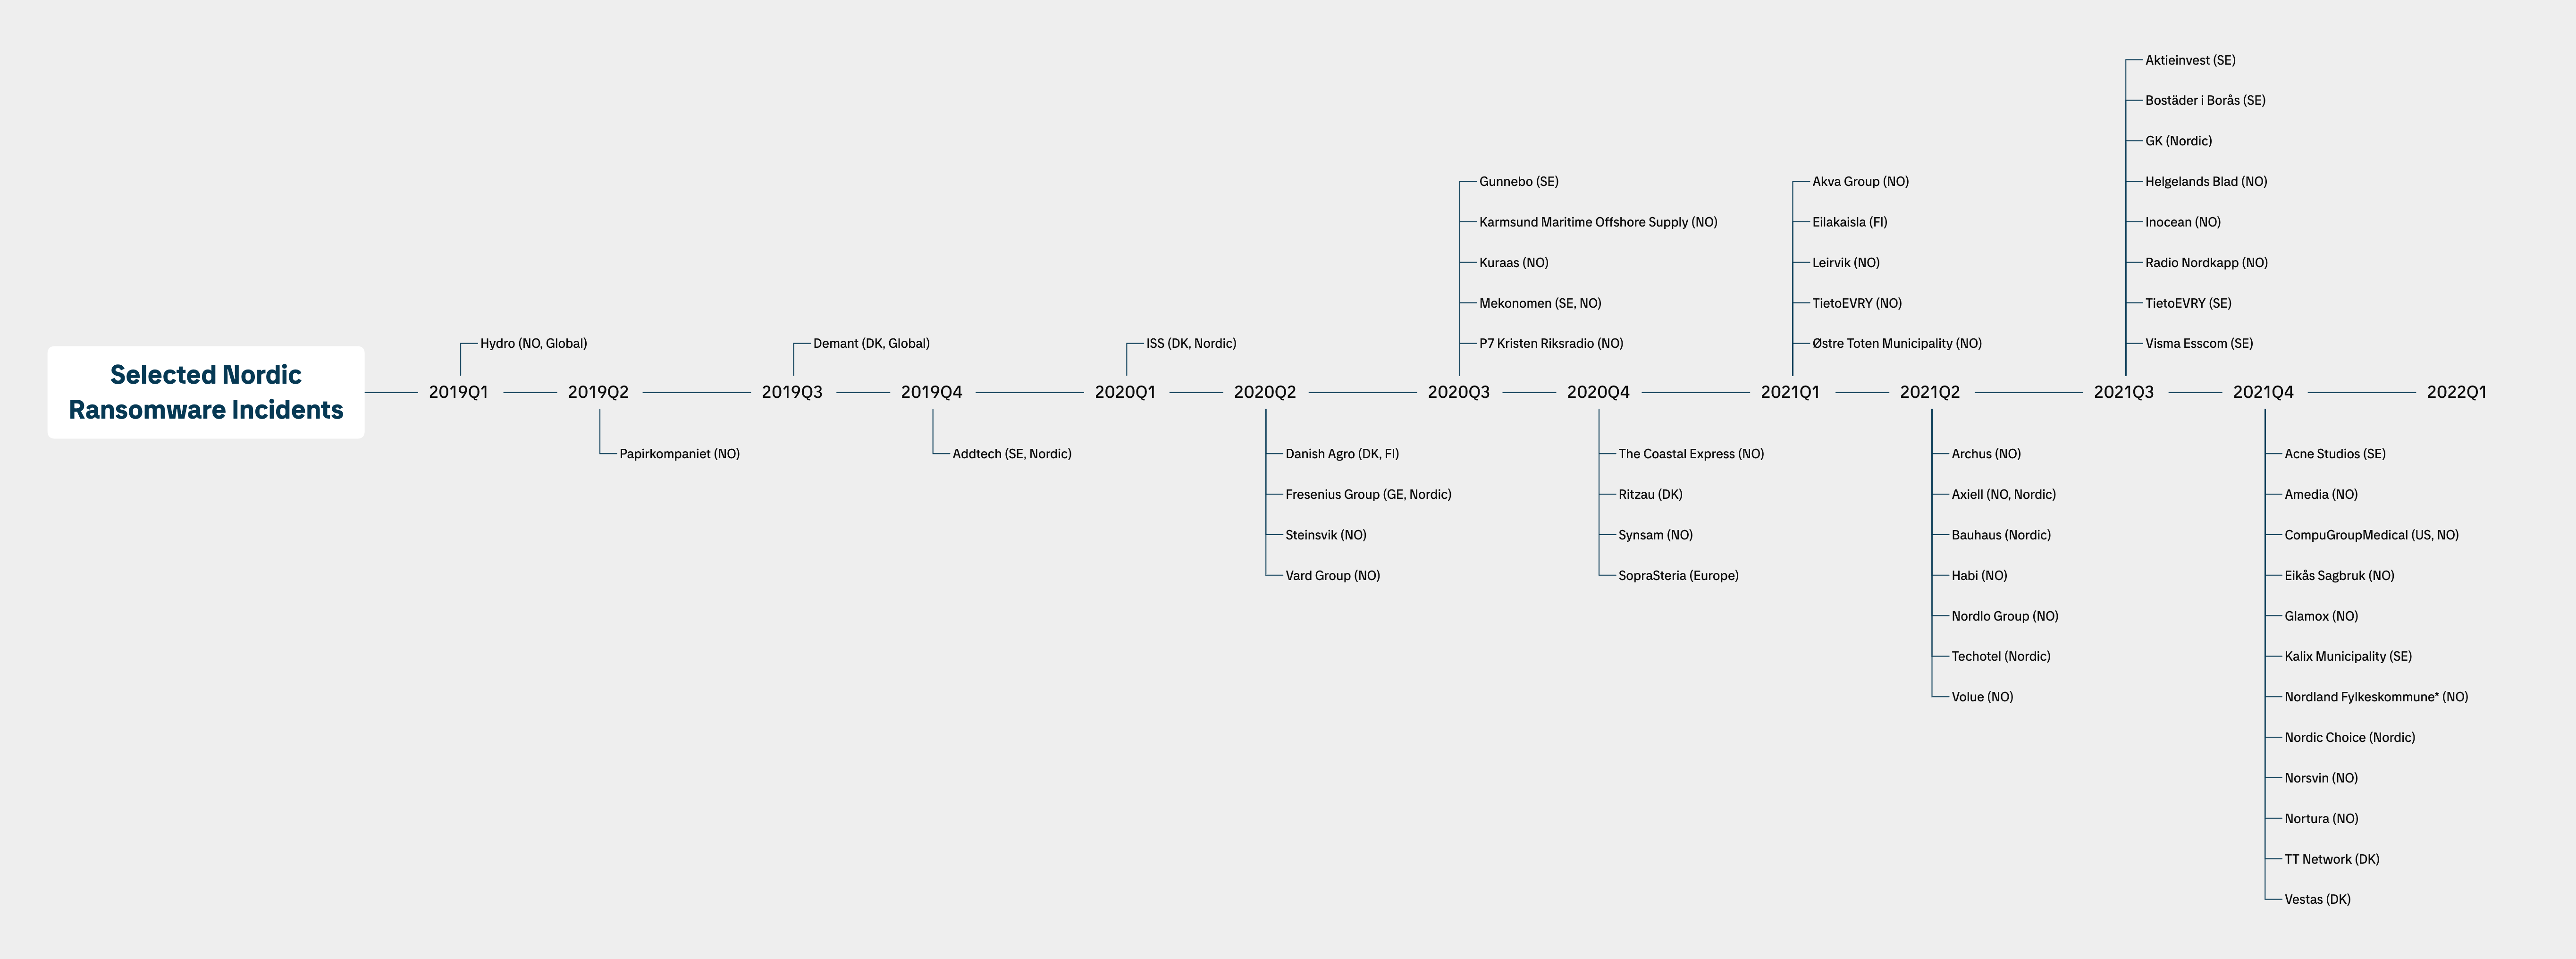 Selected Nordic
Ransomware Incidents
2019Q1
Hydro (NO, Global)
2019Q2
Papirkompaniet (NO)
2019Q3
Demant (DK, Global)
2019Q4
Addtech (SE, Nordic)
2020Q1
ISS (DK, Nordic)
2020Q2
Danish Agro (DK, FI)
Fresenius Group (GE, Nordic)
Steinsvik (NO)
Vard Group (NO)
2020Q3
Gunnebo (SE)
Karmsund Maritime Offshore Supply (NO)
Kuraas (NO)
Mekonomen (SE, NO)
P7 Kristen Riksradio (NO)
2020Q4
The Coastal Express (NO)
Ritzau (DK)
Synsam (NO)
SopraSteria (Europe)
2021Q1
Akva Group (NO)
Eilakaisla (FI)
Leirvik (NO)
TietoEVRY (NO)
Østre Toten Municipality (NO)
2021Q2
Archus (NO)
Axiell (NO, Nordic)
Bauhaus (Nordic)
Habi (NO)
Nordlo Group (NO)
Techotel (Nordic)
Volue (NO)
2021Q3
Aktieinvest (SE)
Bostäder i Borås (SE)
GK (Nordic)
Helgelands Blad (NO)
Inocean (NO)
Radio Nordkapp (NO)
TietoEVRY (SE)
Visma Esscom (SE)
2021Q4
Acne Studios (SE)
Amedia (NO)
CompuGroupMedical (US, NO)
Eikås Sagbruk (NO)
Glamox (NO)
Kalix Municipality (SE)
Nordland Fylkeskommune* (NO)
Nordic Choice (Nordic)
Norsvin (NO)
Nortura (NO)
TT Network (DK)
Vestas (DK)
2022Q1